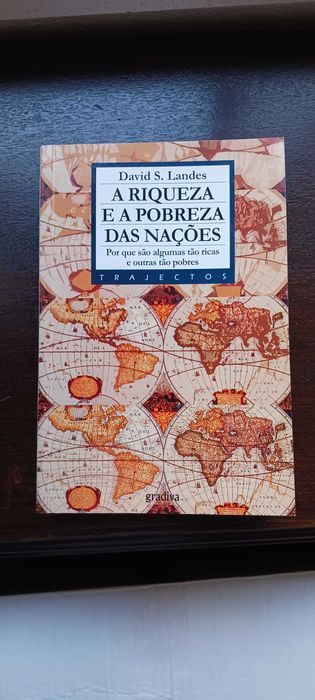 David S. Landes
A RIQUEZA
E A POBREZA
DAS NAÇÕES
Por que são algumas tão ricas
e outras tão pobres
TRAJECTOS
gradiva